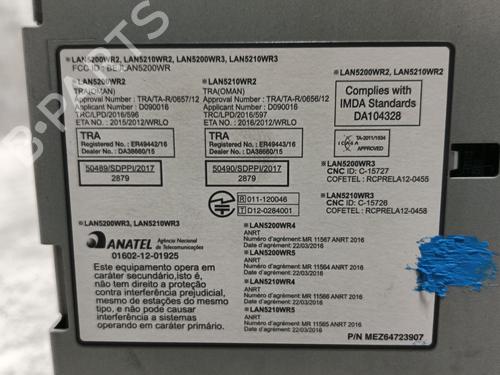 • LAN5200WR2, LAN5210WR2, LAN5200WR3, LAN5210WR3
FCC ID : BEJLAN5200WR
• LAN5200WR2
TRA(OMAN)
Approval Number : TRA/TA-R/0657/12
Applicant Number : D090016
TRC/LPD/2016/596
ETA NO. : 2015/2012/WRLO
TRA
Registered No. : ER49442/16
Dealer No. : DA38660/15
50489/SDPPI/2017
2879
• LAN5210WR2
TRA(OMAN)
Approval Number : TRA/TA-R/0656/12
Applicant Number : D090016
TRC/LPD/2016/597
ETA NO. : 2016/2012/WRLO
TRA
Registered No. : ER49443/16
Dealer No. : DA38660/15
50490/SDPPI/2017
2879
R 011-120046
T D12-0284001
• LAN5200WR2, LAN5210WR2
Complies with
IMDA Standards
DA104328
ICASA
TA-2011/1934
APPROVED
• LAN5200WR3
CNC ID: C-15727
COFETEL : RCPRELA12-0455
• LAN5210WR3
CNC ID: C-15726
COFETEL : RCPRELA12-0458
• LAN5200WR3, LAN5210WR3
ANATEL
Agência Nacional
de Telecomunicações
01602-12-01925
Este equipamento opera em
caráter secundário,isto é,
não tem direito a proteção
contra interferência prejudicial,
mesmo de estações do mesmo
tipo, e não pode causar
interferência a sistemas
operando em caráter primário.
• LAN5200WR4
ANRT
Numéro d'agrément MR 11567 ANRT 2016
Date d'agrément 22/03/2016
• LAN5200WR5
ANRT
Numéro d'agrément MR 11564 ANRT 2016
Date d'agrément 22/03/2016
• LAN5210WR4
ANRT
Numéro d'agrément MR 11566 ANRT 2016
Date d'agrément 22/03/2016
• LAN5210WR5
ANRT
Numéro d'agrément MR 11565 ANRT 2016
Date d'agrément 22/03/2016
P/N MEZ64723907
B-PARTS